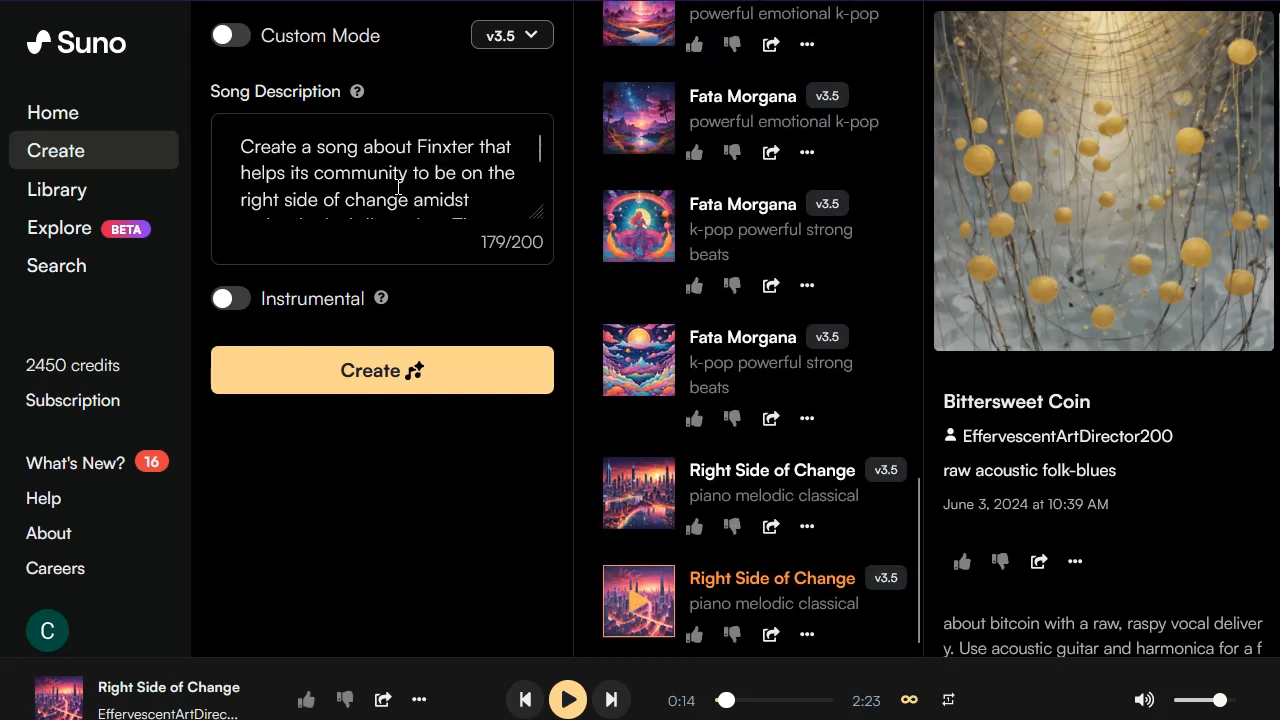 Suno
Home
Create
Library
Explore BETA
Search
2450 credits
Subscription
What's New? 16
Help
About
Careers
C
Custom Mode
v3.5
Song Description
Create a song about Finxter that
helps its community to be on the
right side of change amidst
179/200
Instrumental
Create
powerful emotional k-pop
Fata Morgana v3.5
powerful emotional k-pop
Fata Morgana v3.5
k-pop powerful strong
beats
Fata Morgana v3.5
k-pop powerful strong
beats
Right Side of Change v3.5
piano melodic classical
Right Side of Change v3.5
piano melodic classical
Bittersweet Coin
EffervescentArtDirector200
raw acoustic folk-blues
June 3, 2024 at 10:39 AM
about bitcoin with a raw, raspy vocal deliver
y. Use acoustic guitar and harmonica for a f
Right Side of Change
EffervescentArtDirec...
0:14
2:23